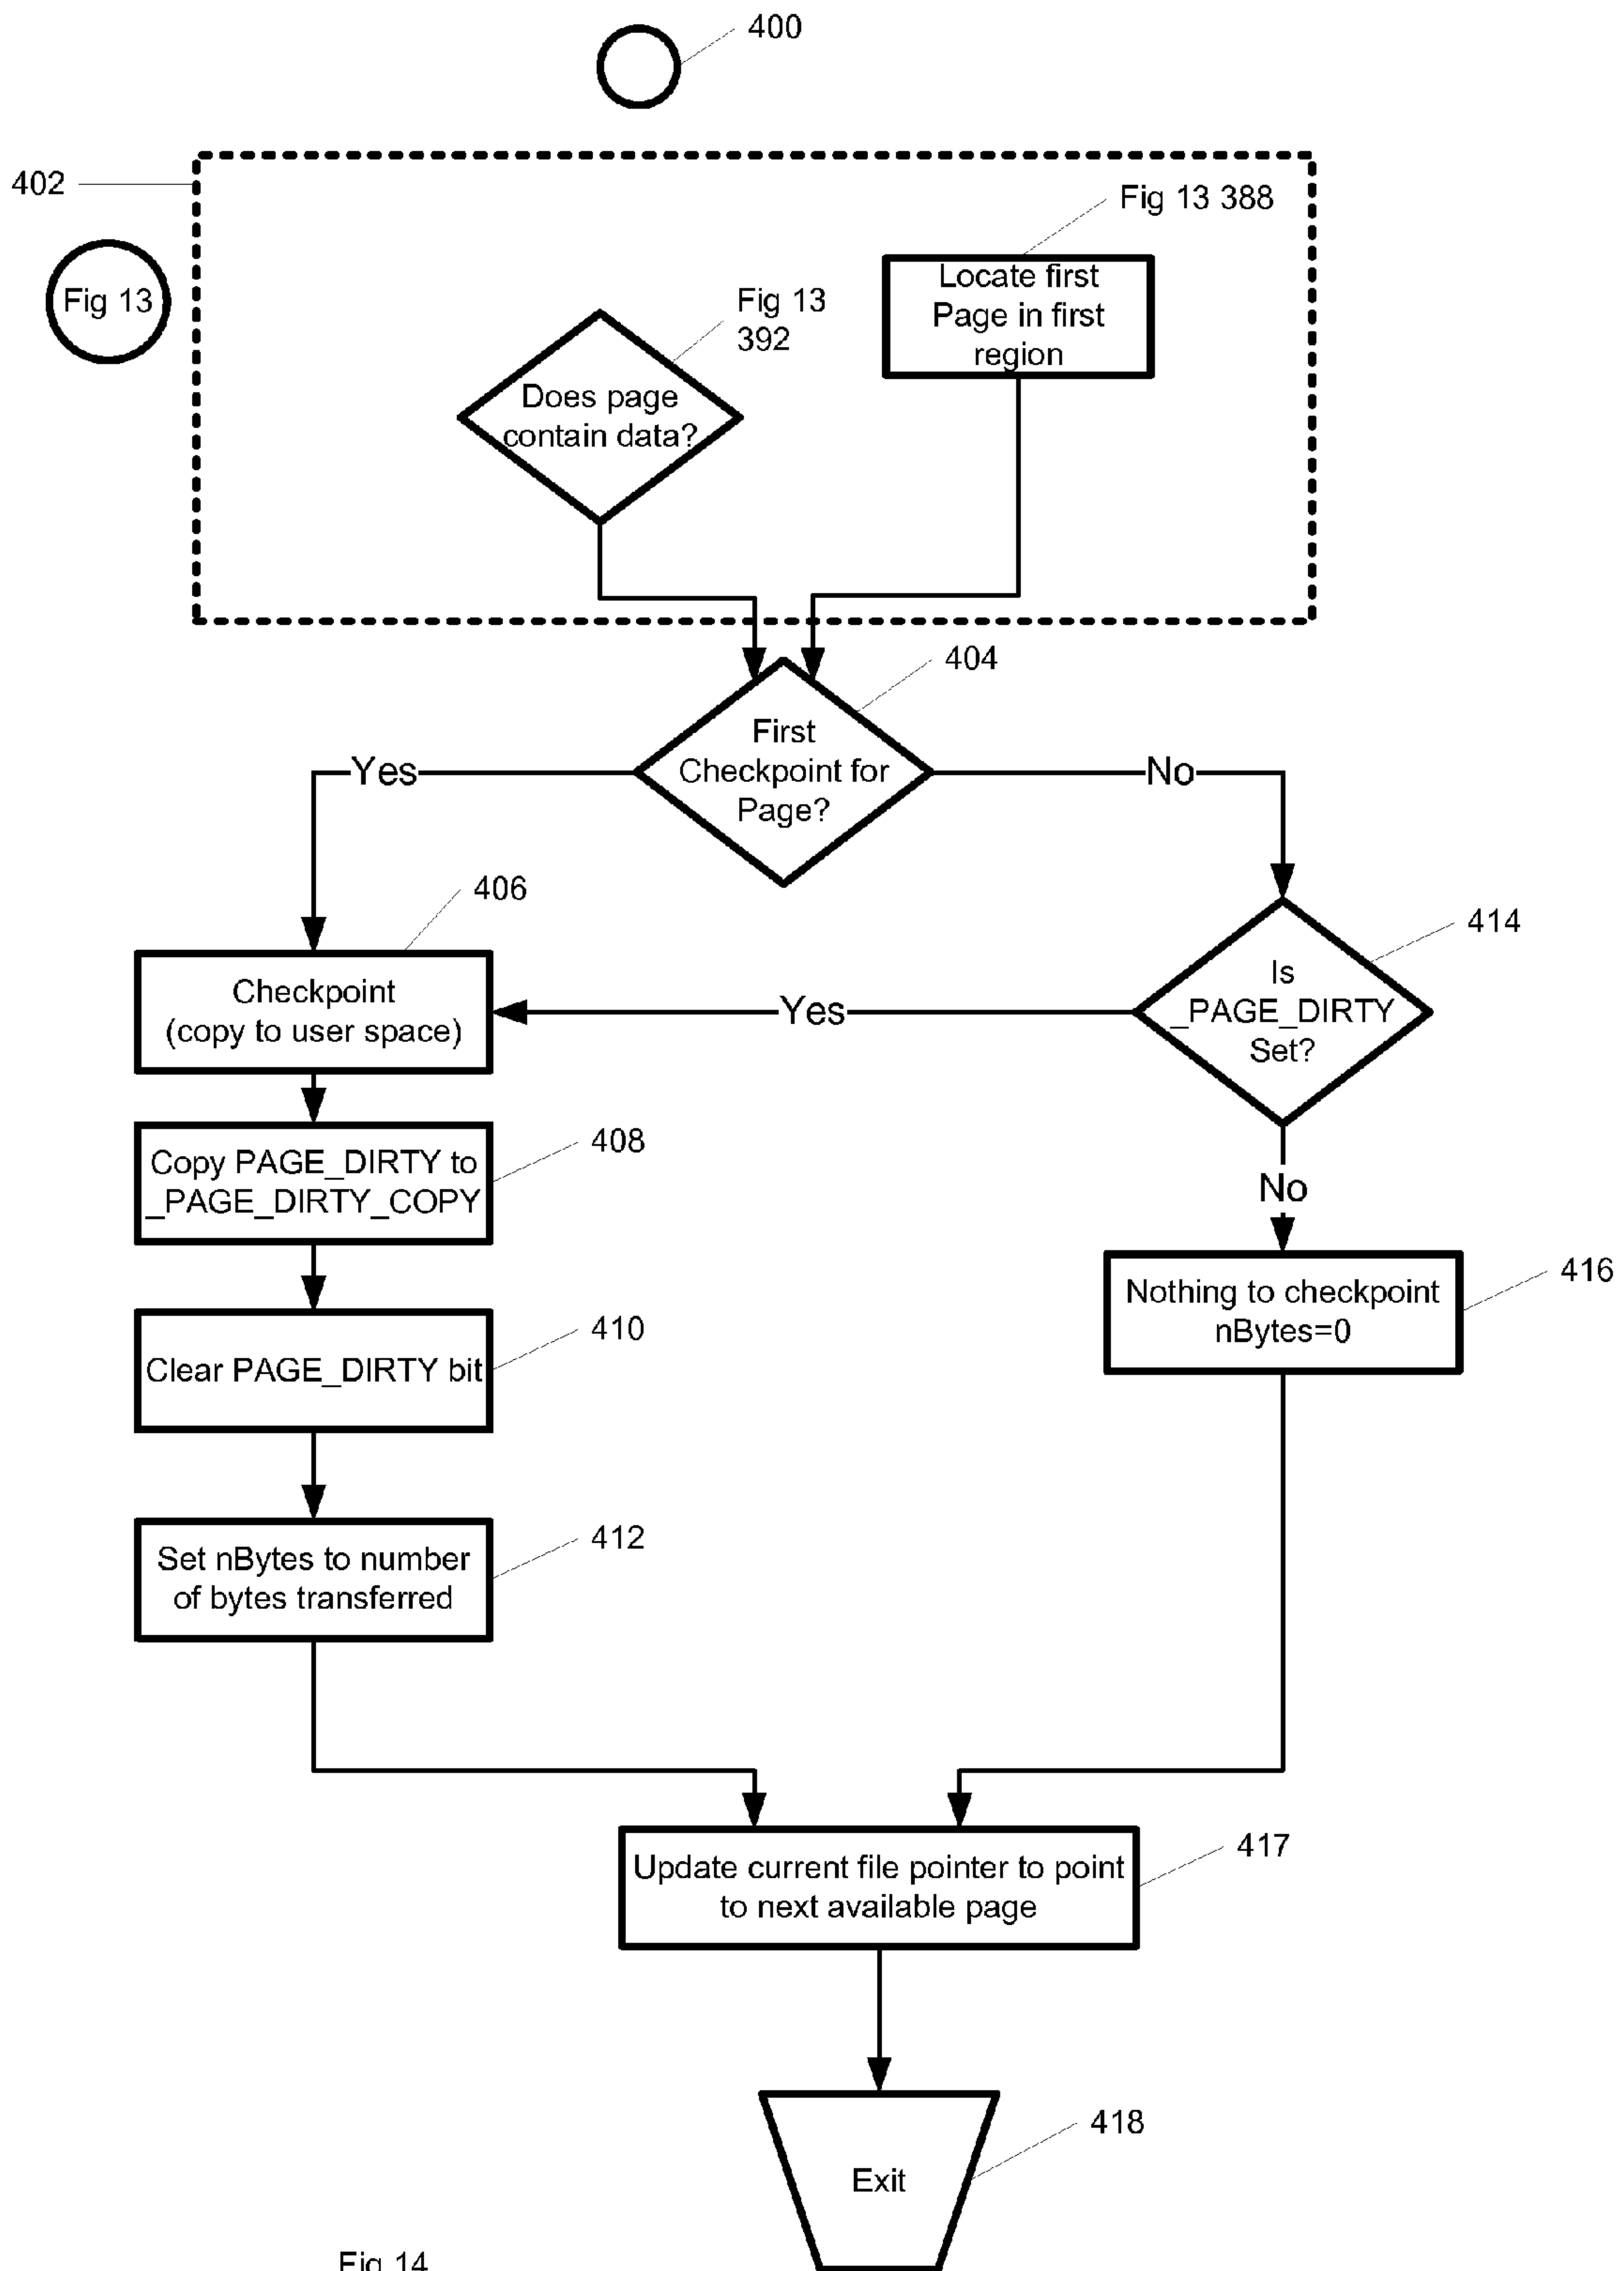 400
402
Fig 13 388
Fig 13
Fig 13
392
Locate first
Page in first
region
Does page
contain data?
404
First
Checkpoint for
Page?
Yes
No
406
414
Checkpoint
(copy to user space)
Yes
Is
_PAGE_DIRTY
Set?
408
Copy PAGE_DIRTY to
_PAGE_DIRTY_COPY
No
410
416
Clear PAGE_DIRTY bit
Nothing to checkpoint
nBytes=0
412
Set nBytes to number
of bytes transferred
417
Update current file pointer to point
to next available page
418
Exit
Fig 14